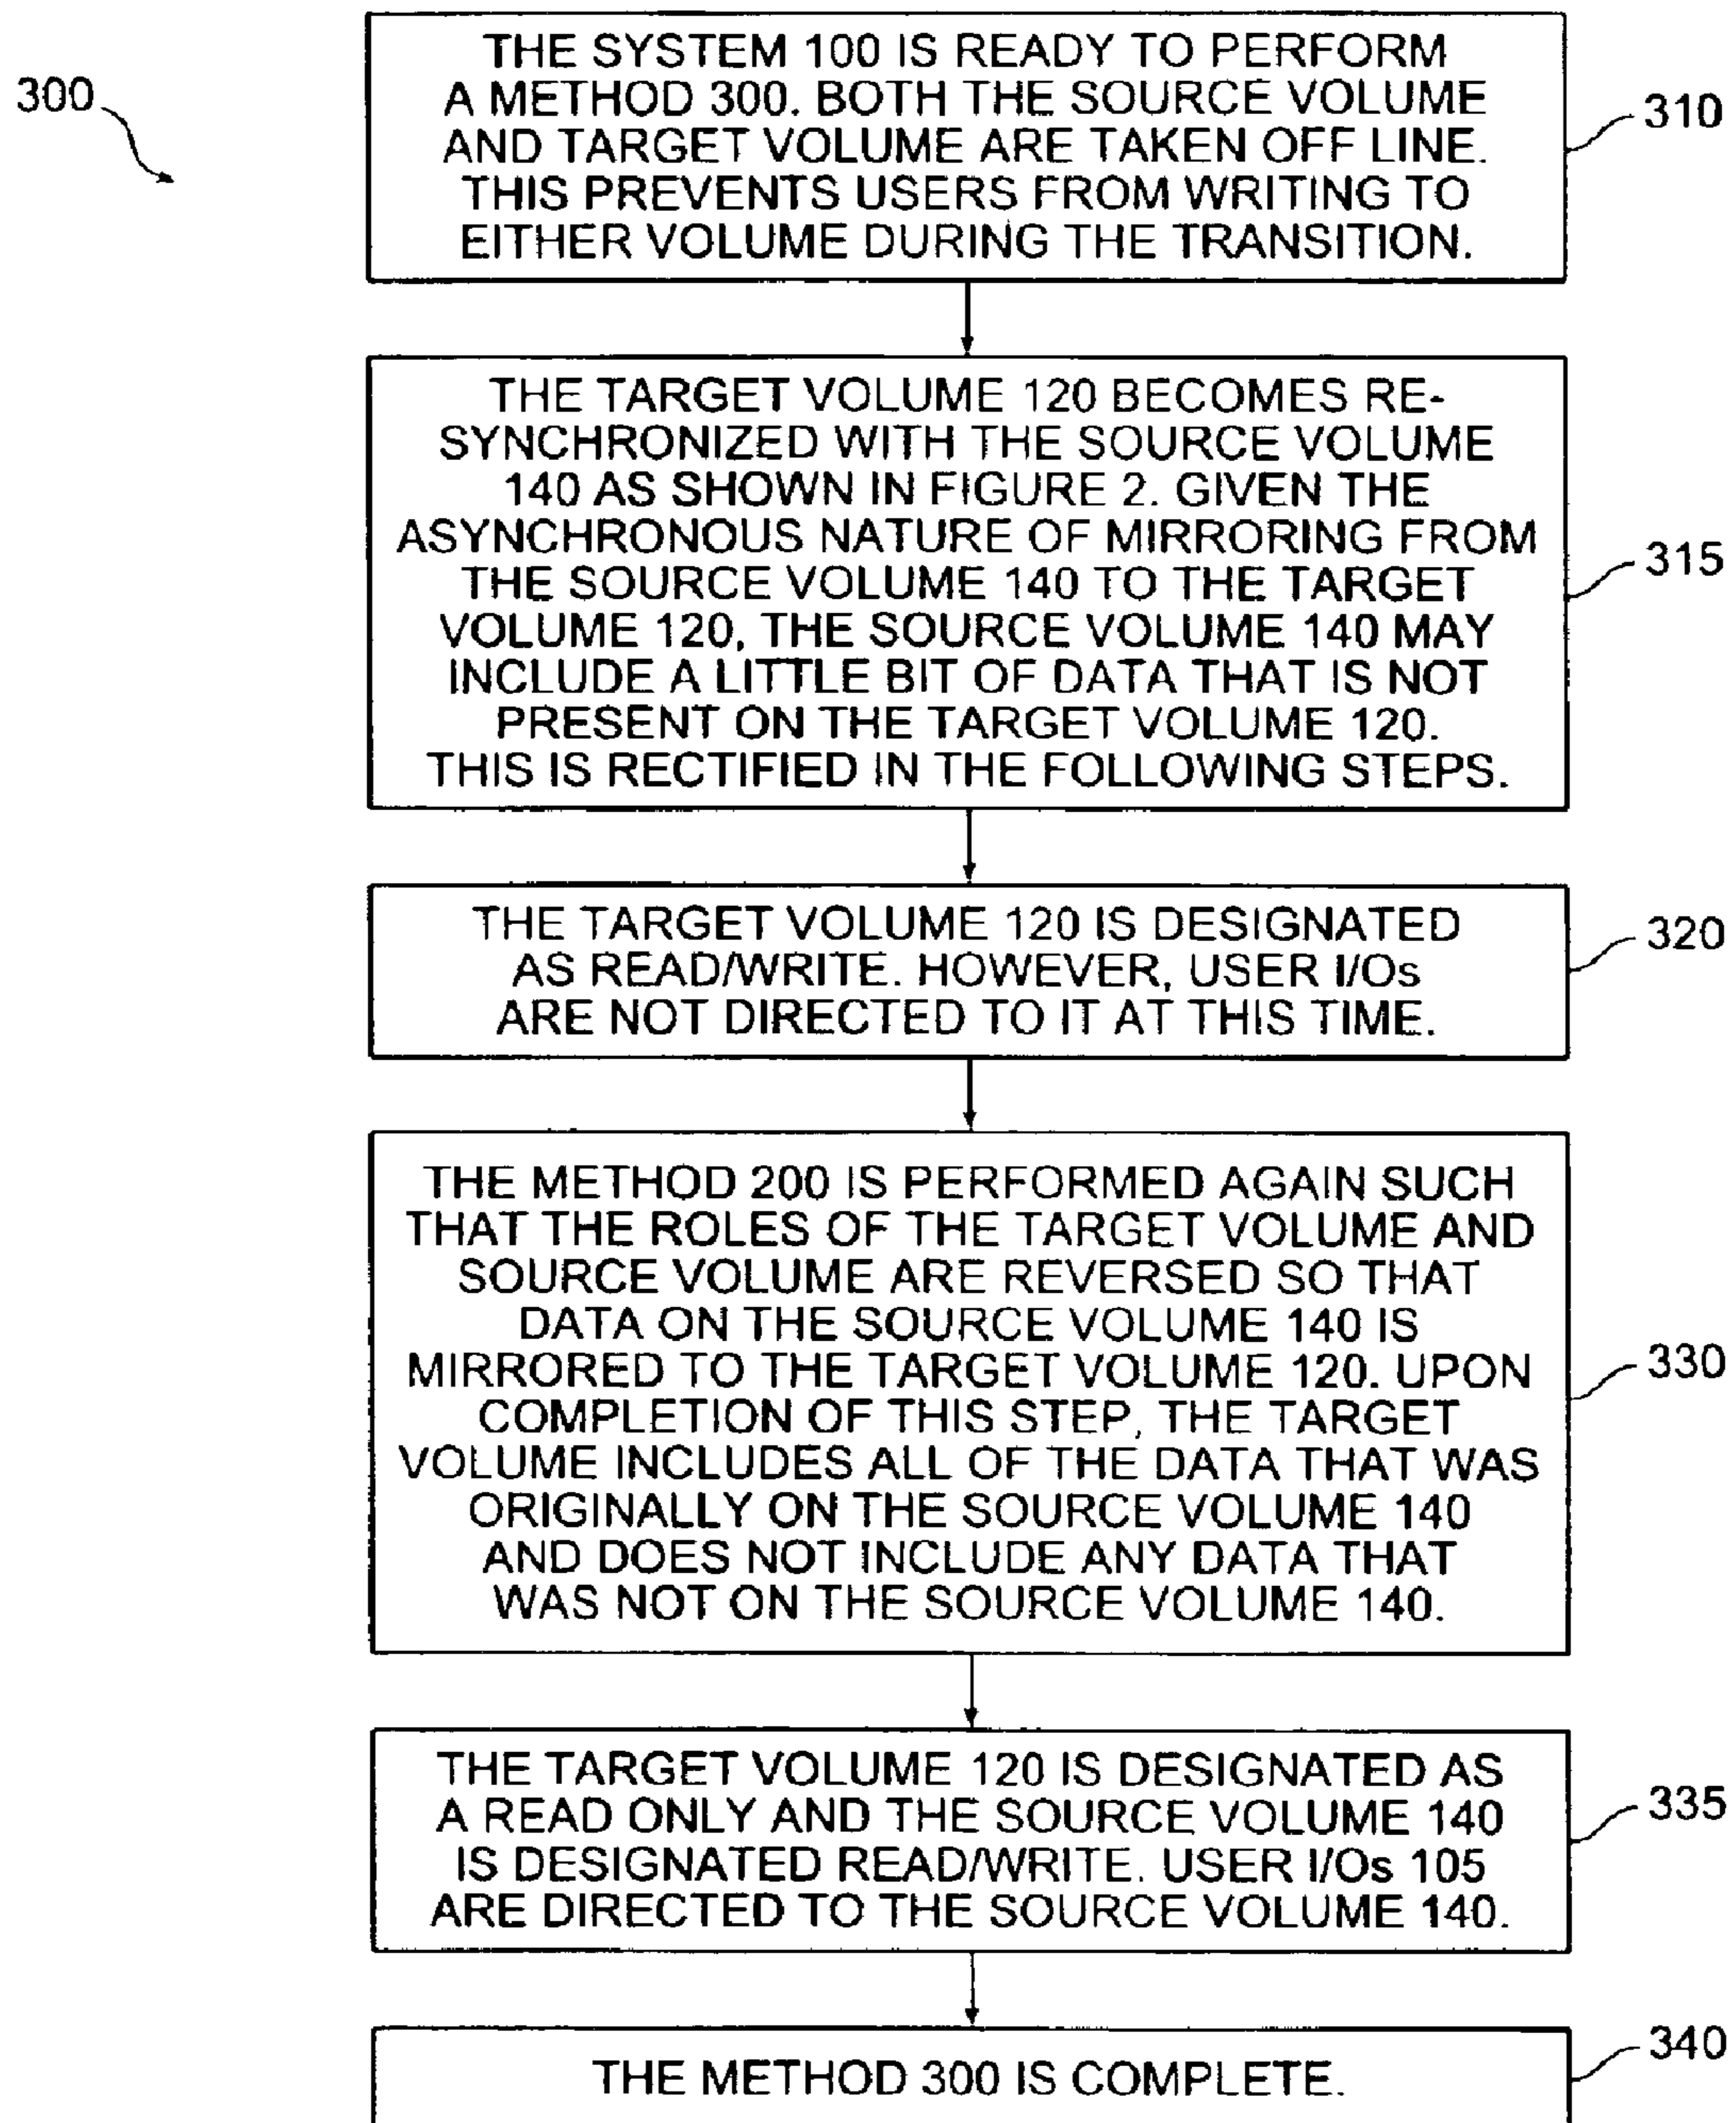 300
THE SYSTEM 100 IS READY TO PERFORM
A METHOD 300. BOTH THE SOURCE VOLUME
AND TARGET VOLUME ARE TAKEN OFF LINE.
THIS PREVENTS USERS FROM WRITING TO
EITHER VOLUME DURING THE TRANSITION.
310
THE TARGET VOLUME 120 BECOMES RE-
SYNCHRONIZED WITH THE SOURCE VOLUME
140 AS SHOWN IN FIGURE 2. GIVEN THE
ASYNCHRONOUS NATURE OF MIRRORING FROM
THE SOURCE VOLUME 140 TO THE TARGET
VOLUME 120, THE SOURCE VOLUME 140 MAY
INCLUDE A LITTLE BIT OF DATA THAT IS NOT
PRESENT ON THE TARGET VOLUME 120.
THIS IS RECTIFIED IN THE FOLLOWING STEPS.
315
THE TARGET VOLUME 120 IS DESIGNATED
AS READ/WRITE. HOWEVER, USER I/Os
ARE NOT DIRECTED TO IT AT THIS TIME.
320
THE METHOD 200 IS PERFORMED AGAIN SUCH
THAT THE ROLES OF THE TARGET VOLUME AND
SOURCE VOLUME ARE REVERSED SO THAT
DATA ON THE SOURCE VOLUME 140 IS
MIRRORED TO THE TARGET VOLUME 120. UPON
COMPLETION OF THIS STEP, THE TARGET
VOLUME INCLUDES ALL OF THE DATA THAT WAS
ORIGINALLY ON THE SOURCE VOLUME 140
AND DOES NOT INCLUDE ANY DATA THAT
WAS NOT ON THE SOURCE VOLUME 140.
330
THE TARGET VOLUME 120 IS DESIGNATED AS
A READ ONLY AND THE SOURCE VOLUME 140
IS DESIGNATED READ/WRITE. USER I/Os 105
ARE DIRECTED TO THE SOURCE VOLUME 140.
335
THE METHOD 300 IS COMPLETE.
340